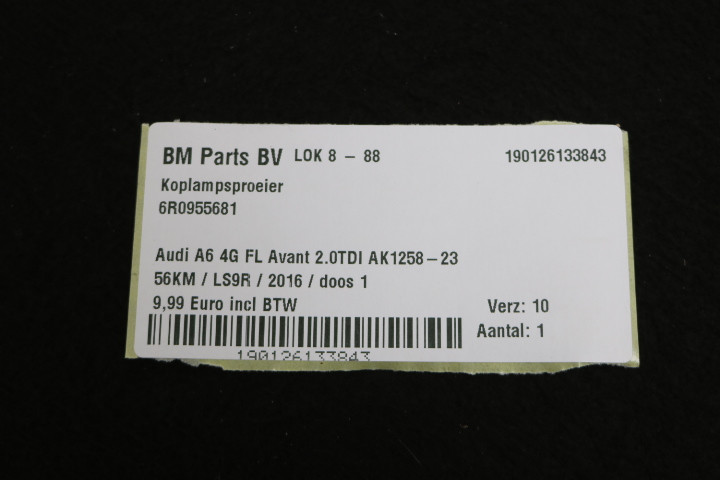 BM Parts BV LOK 8 - 88 190126133843
Koplampsproeier
6R0955681
Audi A6 4G FL Avant 2.0TDI AK1258-23
56KM / LS9R / 2016 / doos 1
9,99 Euro incl BTW Verz: 10
Aantal: 1
190126133843